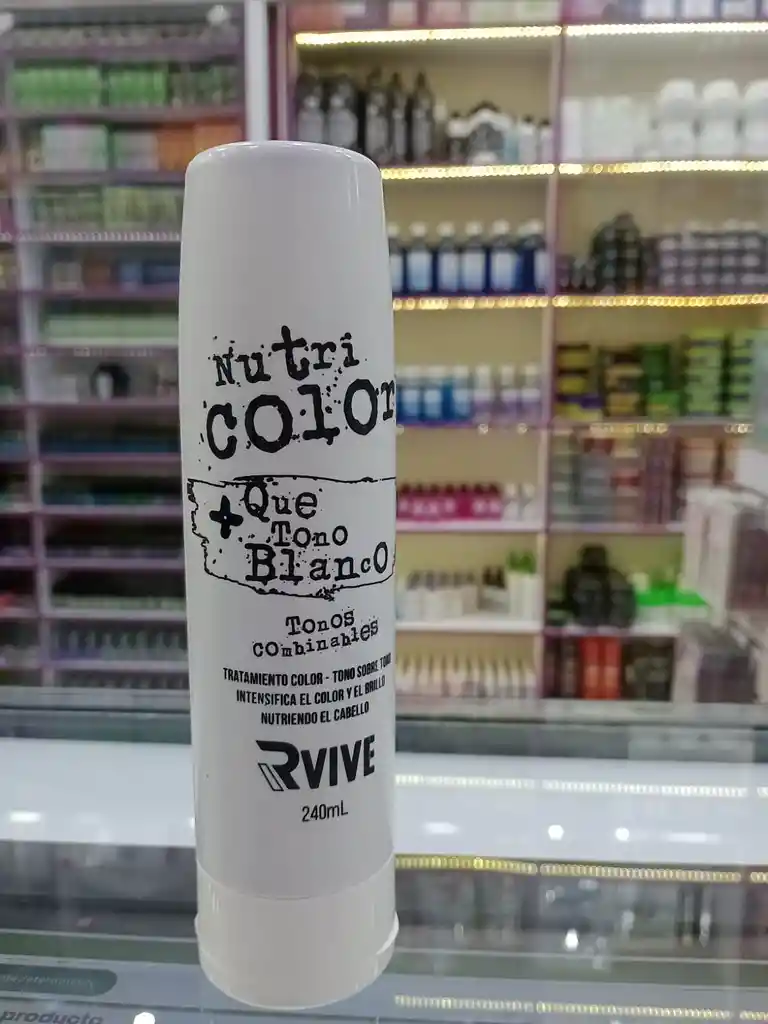 Nutri
COLOR
+ Que
Tono
Blanco
Tonos
combinables
TRATAMIENTO COLOR - TONO SOBRE TONO
INTENSIFICA EL COLOR Y EL BRILLO
NUTRIENDO EL CABELLO
RVIVE
240mL
producto